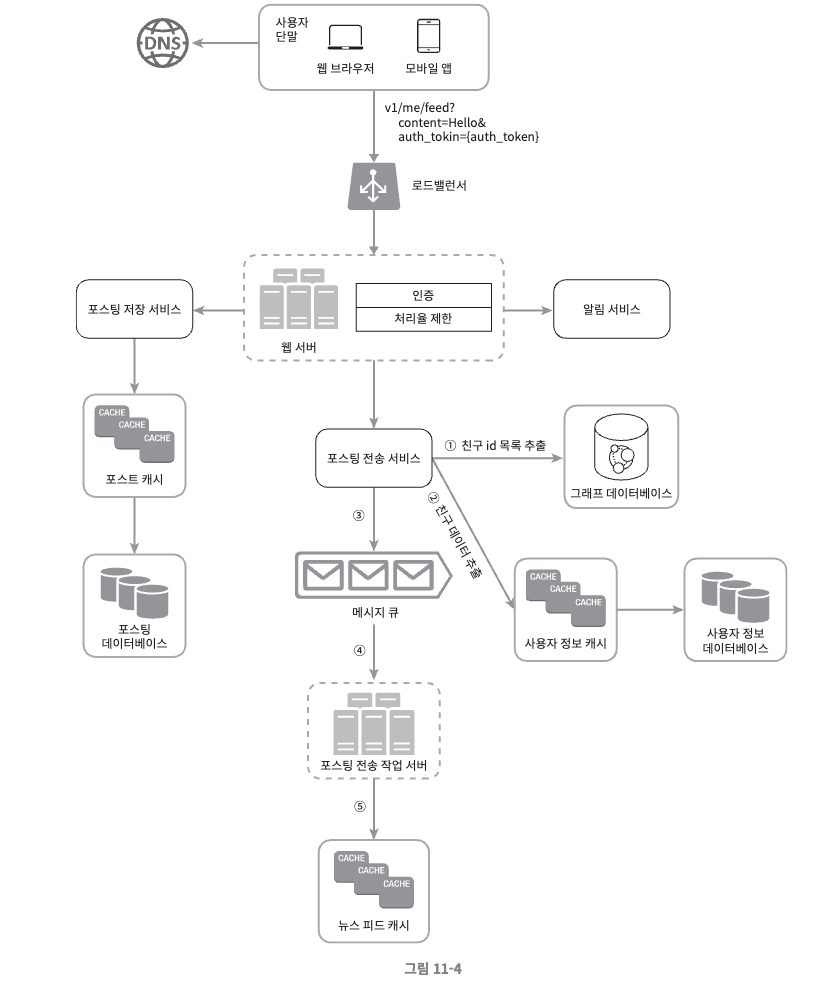 사용자
단말
DNS
웹 브라우저
모바일 앱
v1/me/feed?
content=Hello&
auth_tokin={auth_token}
로드밸런서
포스팅 저장 서비스
인증
처리율 제한
웹 서버
알림 서비스
CACHE
CACHE
CACHE
포스트 캐시
포스팅 전송 서비스
① 친구 id 목록 추출
그래프 데이터베이스
② 친구 데이터 추출
③
메시지 큐
포스팅
데이터베이스
CACHE
CACHE
CACHE
사용자 정보 캐시
사용자 정보
데이터베이스
④
포스팅 전송 작업 서버
⑤
CACHE
CACHE
CACHE
뉴스 피드 캐시
그림 11-4